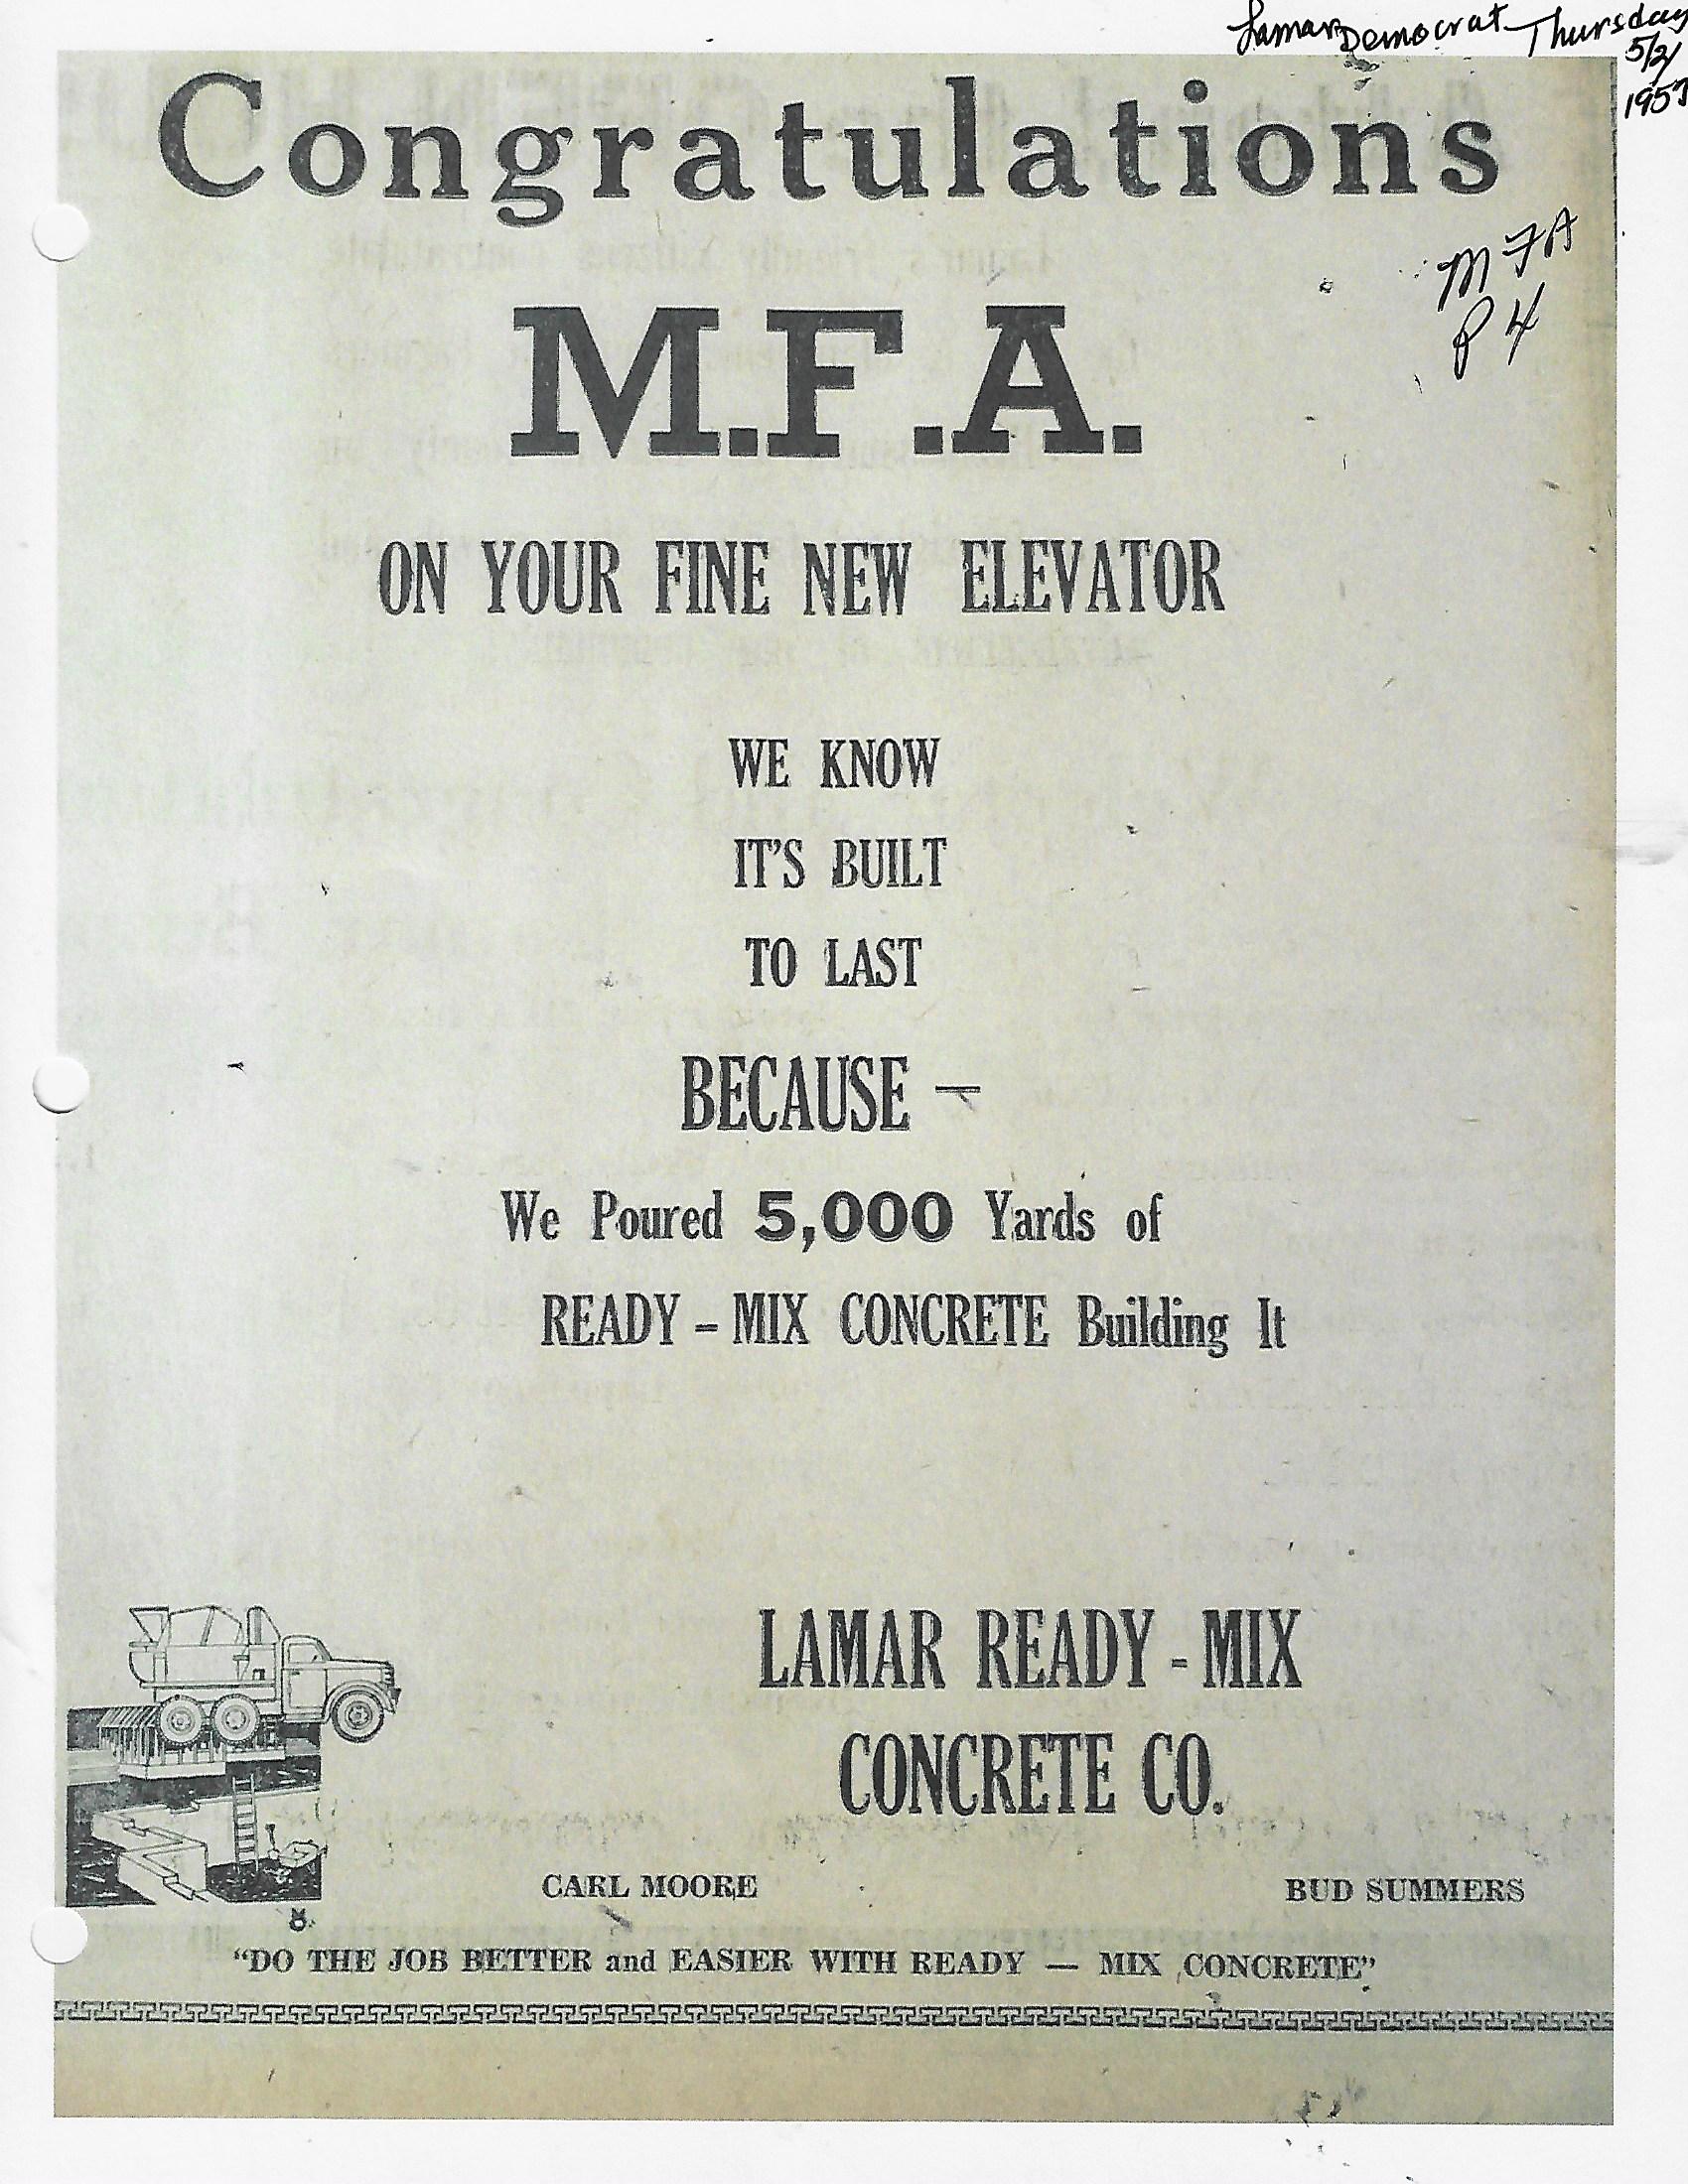 Lamar Democrat Thursday
5/2/
1957
Congratulations
M F A
P 4
M.F.A.
ON YOUR FINE NEW ELEVATOR
WE KNOW
IT'S BUILT
TO LAST
BECAUSE —
We Poured 5,000 Yards of
READY - MIX CONCRETE Building It
LAMAR READY - MIX
CONCRETE CO.
CARL MOORE BUD SUMMERS
“DO THE JOB BETTER and EASIER WITH READY — MIX CONCRETE”